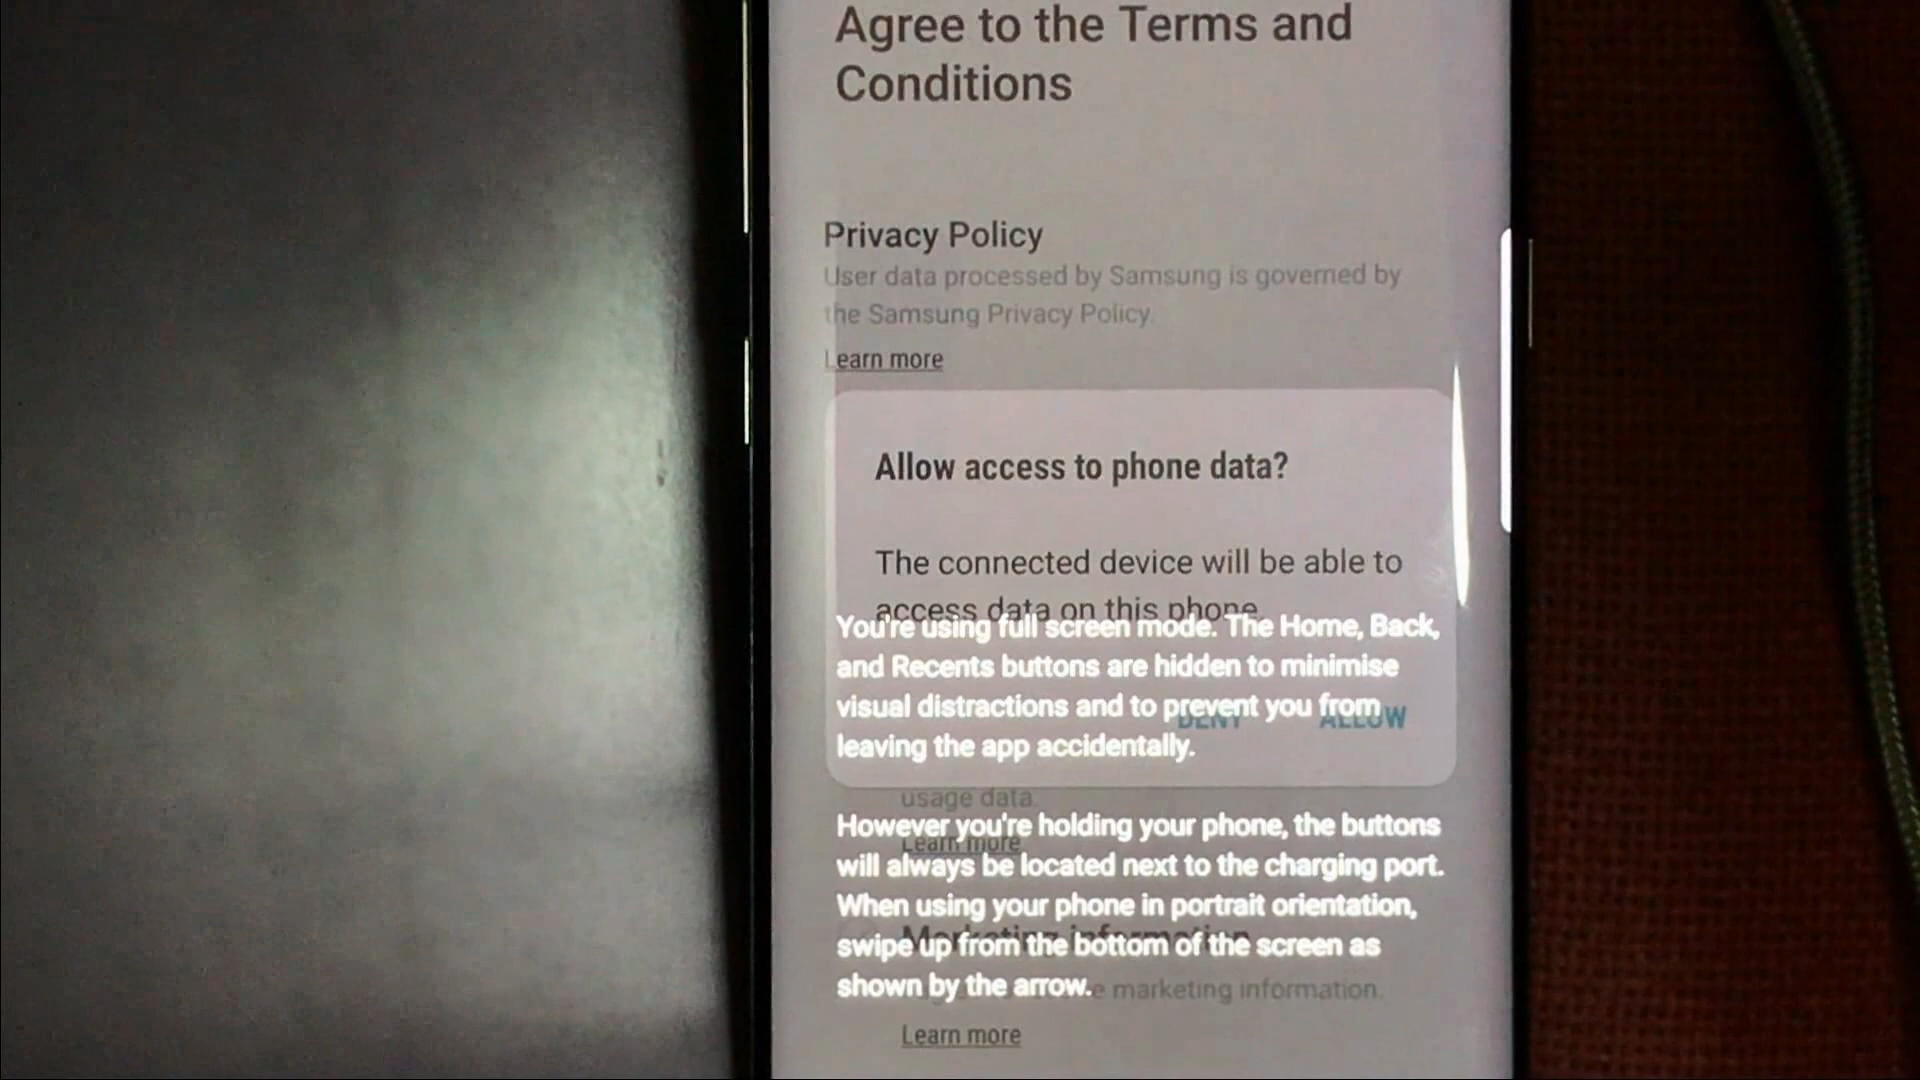 Agree to the Terms and
Conditions
Privacy Policy
User data processed by Samsung is governed by
the Samsung Privacy Policy.
Learn more
Allow access to phone data?
The connected device will be able to
access data on this phone.
You're using full screen mode. The Home, Back,
and Recents buttons are hidden to minimise
visual distractions and to prevent you from
leaving the app accidentally.
DENY ALLOW
usage data.
Learn more
However you're holding your phone, the buttons
will always be located next to the charging port.
When using your phone in portrait orientation,
swipe up from the bottom of the screen as
shown by the arrow.
Marketing information
marketing information.
Learn more